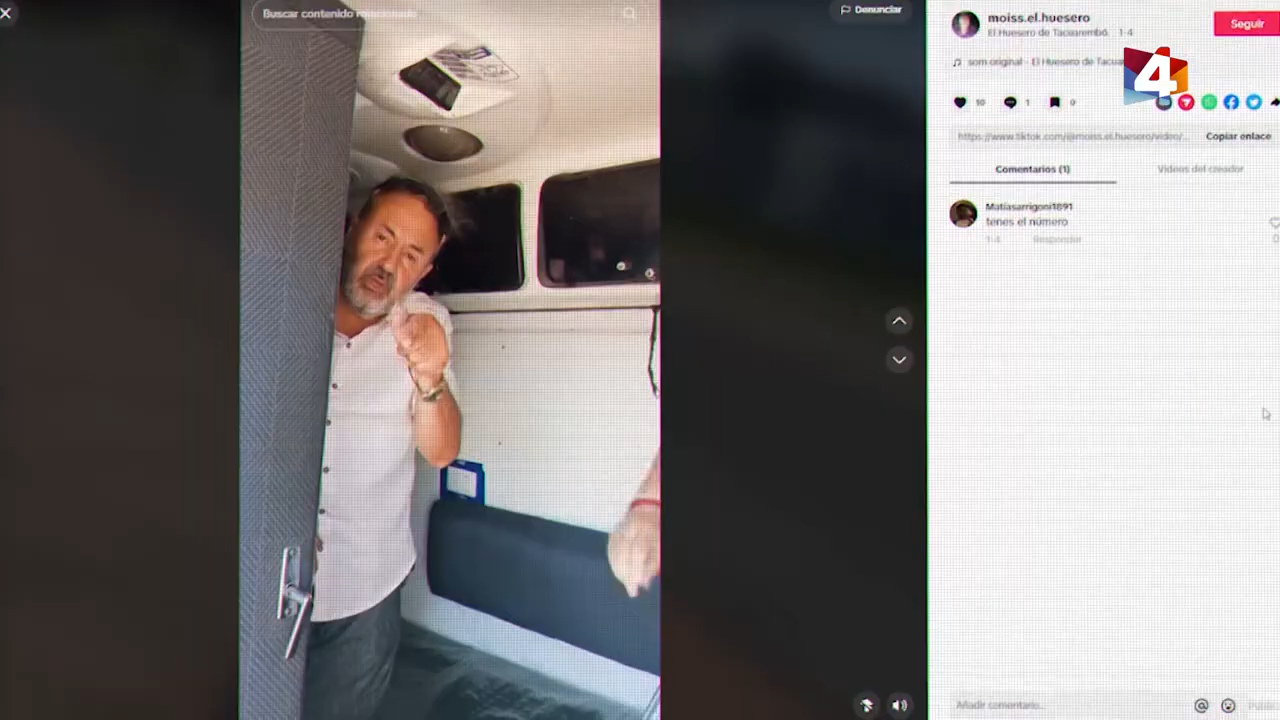 Buscar contenido relacionado
Denunciar
moiss.el.huesero
El Huesero de Tacuarembó. · 1-4
Seguir
som original - El Huesero de Tacuar
4
10
1
0
https://www.tiktok.com/@moiss.el.huesero/video/...
Copiar enlace
Comentarios (1)
Videos del creador
Matiasarrigoni1891
tenes el número
1-4
Responder
0
Añadir comentario...